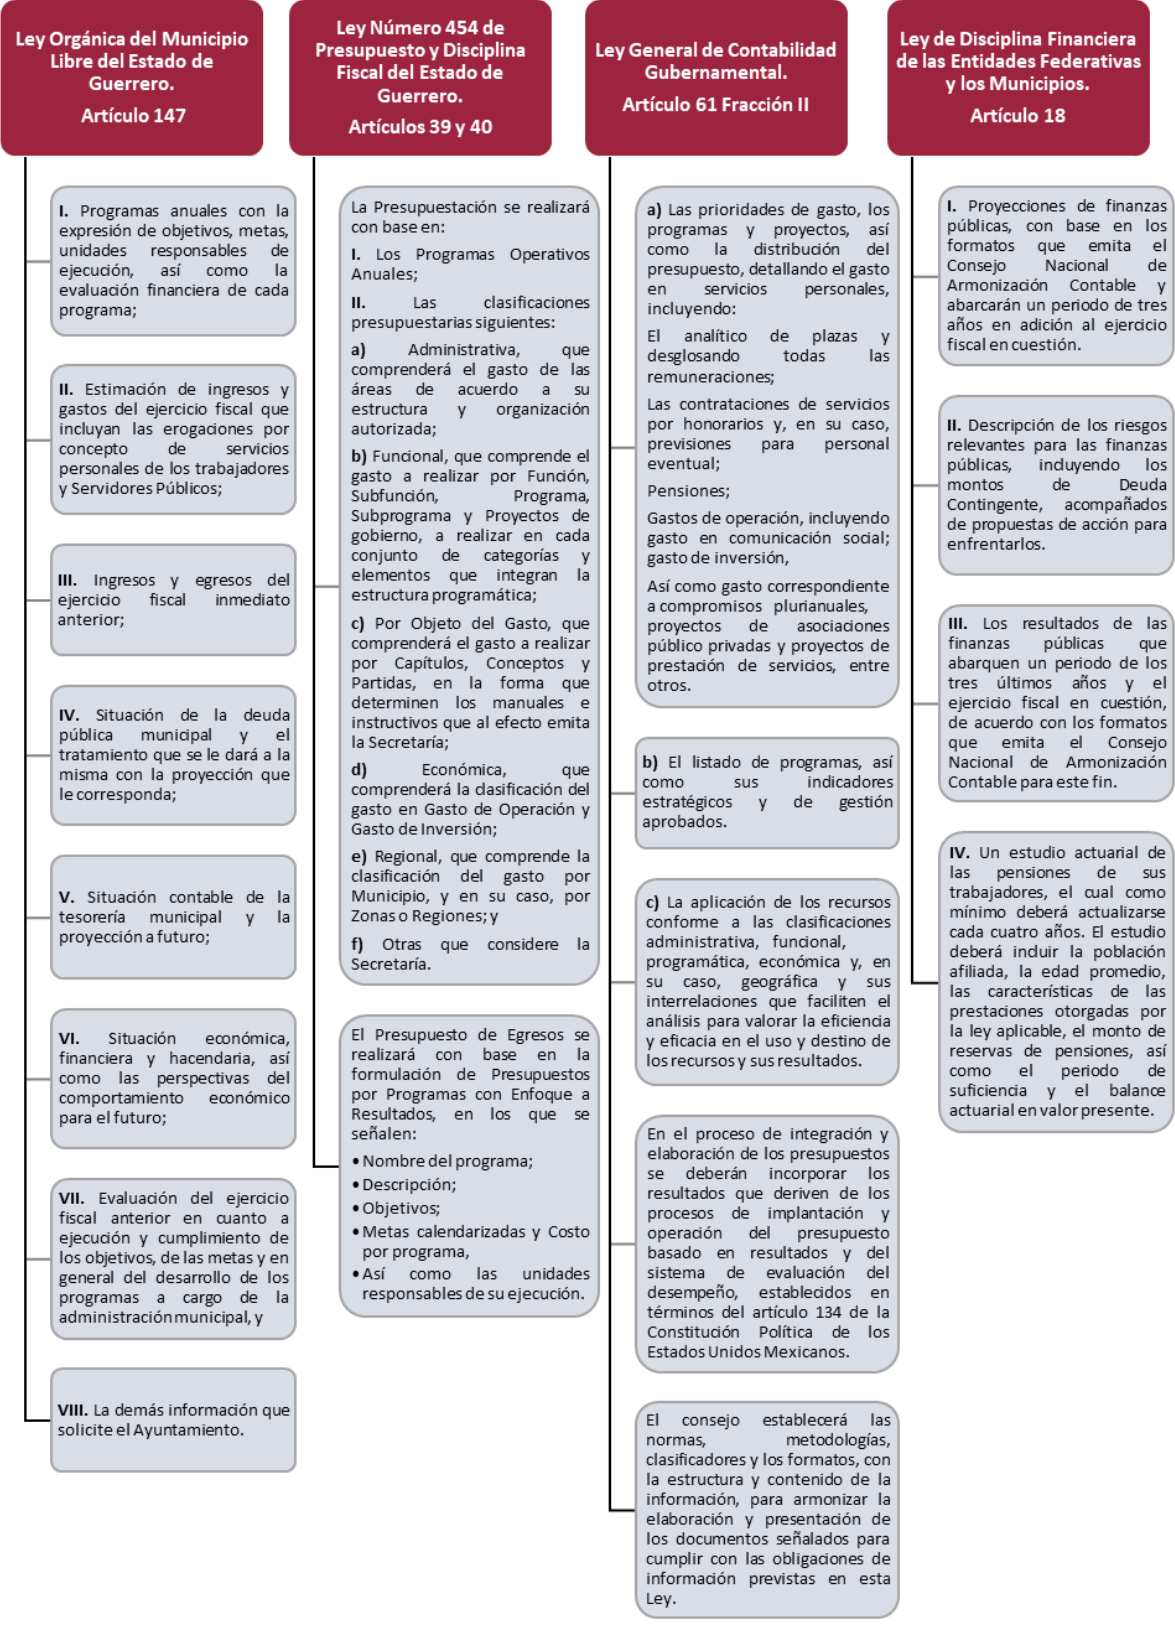 Ley Orgánica del Municipio
Libre del Estado de
Guerrero.
Artículo 147
I. Programas anuales con la
expresión de objetivos, metas,
unidades responsables de
ejecución, así como la
evaluación financiera de cada
programa;
II. Estimación de ingresos y
gastos del ejercicio fiscal que
incluyan las erogaciones por
concepto de servicios
personales de los trabajadores
y Servidores Públicos;
III. Ingresos y egresos del
ejercicio fiscal inmediato
anterior;
IV. Situación de la deuda
pública municipal y el
tratamiento que se le dará a la
misma con la proyección que
le corresponda;
V. Situación contable de la
tesorería municipal y la
proyección a futuro;
VI. Situación económica,
financiera y hacendaria, así
como las perspectivas del
comportamiento económico
para el futuro;
VII. Evaluación del ejercicio
fiscal anterior en cuanto a
ejecución y cumplimiento de
los objetivos, de las metas y en
general del desarrollo de los
programas a cargo de la
administración municipal, y
VIII. La demás información que
solicite el Ayuntamiento.
Ley Número 454 de
Presupuesto y Disciplina
Fiscal del Estado de
Guerrero.
Artículos 39 y 40
La Presupuestación se realizará
con base en:
I. Los Programas Operativos
Anuales;
II. Las clasificaciones
presupuestarias siguientes:
a) Administrativa, que
comprenderá el gasto de las
áreas de acuerdo a su
estructura y organización
autorizada;
b) Funcional, que comprende el
gasto a realizar por Función,
Subfunción, Programa,
Subprograma y Proyectos de
gobierno, a realizar en cada
conjunto de categorías y
elementos que integran la
estructura programática;
c) Por Objeto del Gasto, que
comprenderá el gasto a realizar
por Capítulos, Conceptos y
Partidas, en la forma que
determinen los manuales e
instructivos que al efecto emita
la Secretaría;
d) Económica, que
comprenderá la clasificación del
gasto en Gasto de Operación y
Gasto de Inversión;
e) Regional, que comprende la
clasificación del gasto por
Municipio, y en su caso, por
Zonas o Regiones; y
f) Otras que considere la
Secretaría.
El Presupuesto de Egresos se
realizará con base en la
formulación de Presupuestos
por Programas con Enfoque a
Resultados, en los que se
señalen:
• Nombre del programa;
• Descripción;
• Objetivos;
• Metas calendarizadas y Costo
por programa,
• Así como las unidades
responsables de su ejecución.
Ley General de Contabilidad
Gubernamental.
Artículo 61 Fracción II
a) Las prioridades de gasto, los
programas y proyectos, así
como la distribución del
presupuesto, detallando el gasto
en servicios personales,
incluyendo:
El analítico de plazas y
desglosando todas las
remuneraciones;
Las contrataciones de servicios
por honorarios y, en su caso,
previsiones para personal
eventual;
Pensiones;
Gastos de operación, incluyendo
gasto en comunicación social;
gasto de inversión,
Así como gasto correspondiente
a compromisos plurianuales,
proyectos de asociaciones
público privadas y proyectos de
prestación de servicios, entre
otros.
b) El listado de programas, así
como sus indicadores
estratégicos y de gestión
aprobados.
c) La aplicación de los recursos
conforme a las clasificaciones
administrativa, funcional,
programática, económica y, en
su caso, geográfica y sus
interrelaciones que faciliten el
análisis para valorar la eficiencia
y eficacia en el uso y destino de
los recursos y sus resultados.
En el proceso de integración y
elaboración de los presupuestos
se deberán incorporar los
resultados que deriven de los
procesos de implantación y
operación del presupuesto
basado en resultados y del
sistema de evaluación del
desempeño, establecidos en
términos del artículo 134 de la
Constitución Política de los
Estados Unidos Mexicanos.
El consejo establecerá las
normas, metodologías,
clasificadores y los formatos, con
la estructura y contenido de la
información, para armonizar la
elaboración y presentación de
los documentos señalados para
cumplir con las obligaciones de
información previstas en esta
Ley.
Ley de Disciplina Financiera
de las Entidades Federativas
y los Municipios.
Artículo 18
I. Proyecciones de finanzas
públicas, con base en los
formatos que emita el
Consejo Nacional de
Armonización Contable y
abarcarán un periodo de tres
años en adición al ejercicio
fiscal en cuestión.
II. Descripción de los riesgos
relevantes para las finanzas
públicas, incluyendo los
montos de Deuda
Contingente, acompañados
de propuestas de acción para
enfrentarlos.
III. Los resultados de las
finanzas públicas que
abarquen un periodo de los
tres últimos años y el
ejercicio fiscal en cuestión,
de acuerdo con los formatos
que emita el Consejo
Nacional de Armonización
Contable para este fin.
IV. Un estudio actuarial de
las pensiones de sus
trabajadores, el cual como
mínimo deberá actualizarse
cada cuatro años. El estudio
deberá incluir la población
afiliada, la edad promedio,
las características de las
prestaciones otorgadas por
la ley aplicable, el monto de
reservas de pensiones, así
como el periodo de
suficiencia y el balance
actuarial en valor presente.